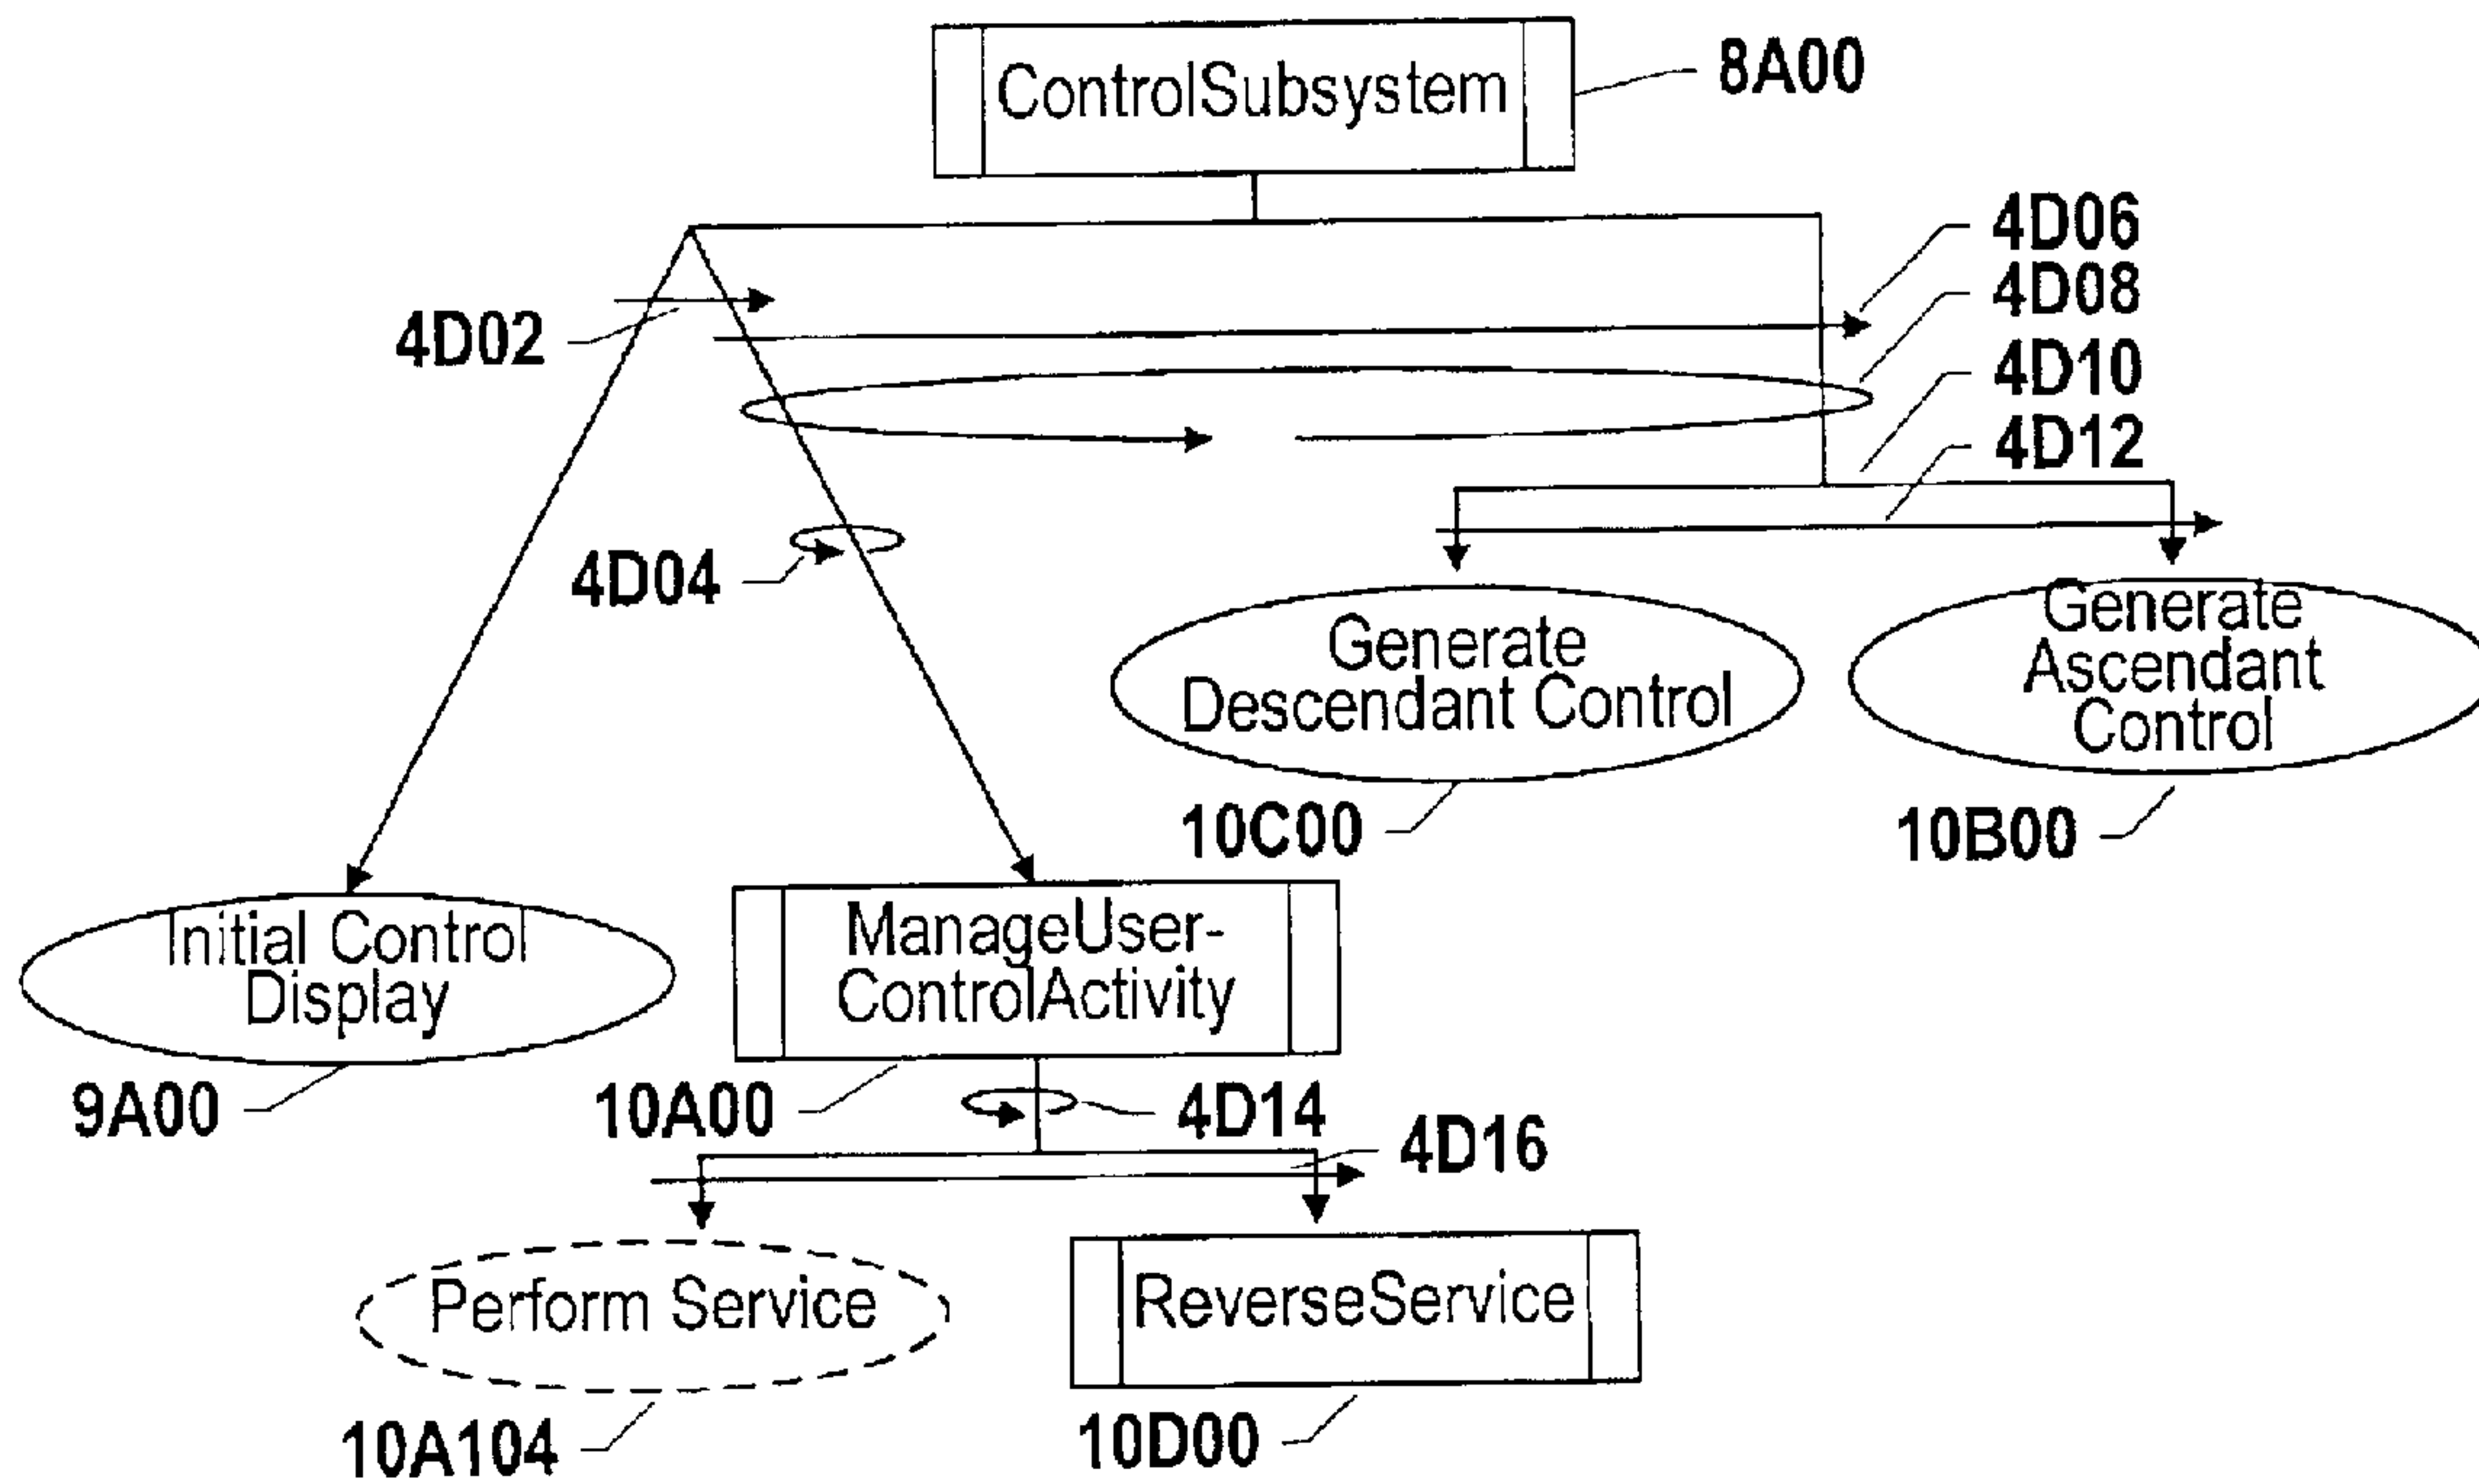 ControlSubsystem
8A00
4D06
4D08
4D02
4D10
4D12
4D04
Generate
Descendant Control
Generate
Ascendant
Control
10C00
10B00
Initial Control
Display
ManageUser-
ControlActivity
9A00
10A00
4D14
4D16
Perform Service
ReverseService
10A104
10D00